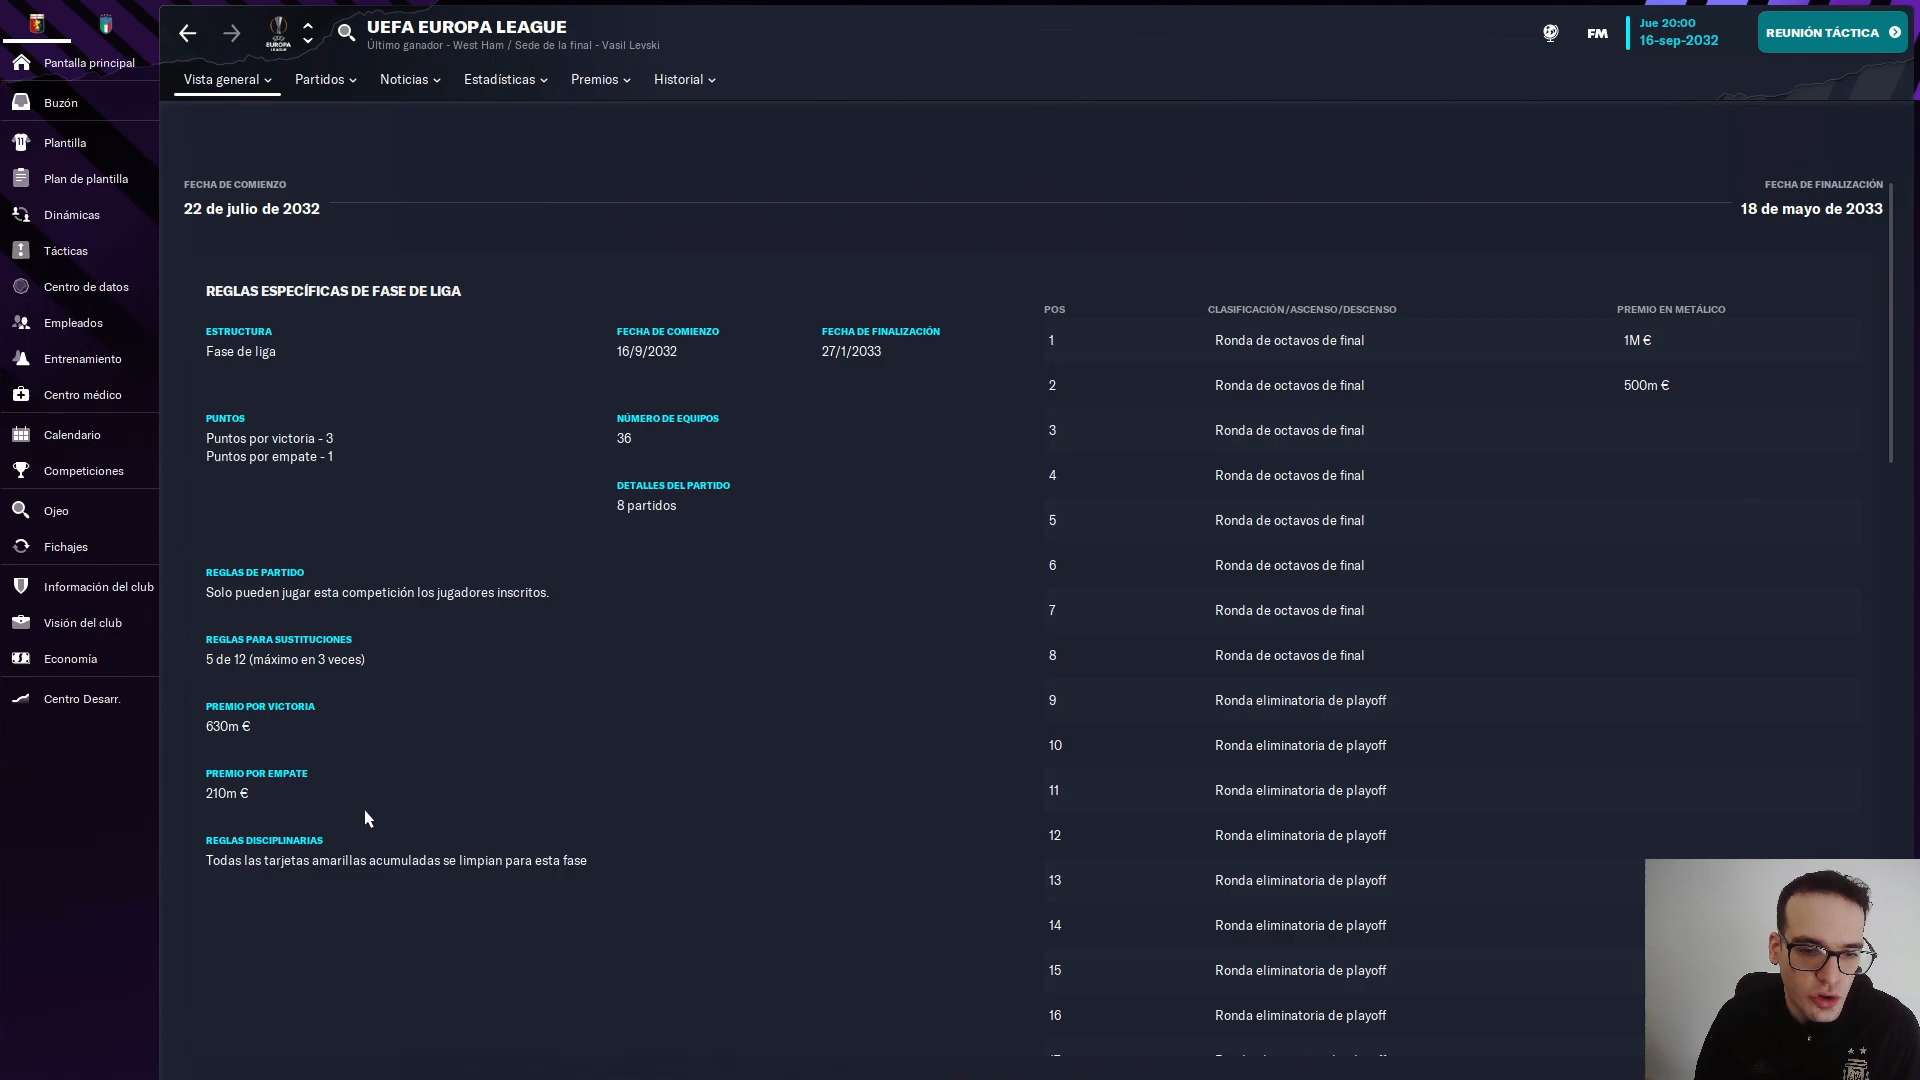 UEFA EUROPA LEAGUE
Último ganador - West Ham / Sede de la final - Vasil Levski
EUROPA
LEAGUE
FM
Jue 20:00
16-sep-2032
REUNIÓN TÁCTICA
Vista general
Partidos
Noticias
Estadísticas
Premios
Historial
Pantalla principal
Buzón
Plantilla
Plan de plantilla
Dinámicas
Tácticas
Centro de datos
Empleados
Entrenamiento
Centro médico
Calendario
Competiciones
Ojeo
Fichajes
Información del club
Visión del club
Economía
Centro Desarr.
FECHA DE COMIENZO
22 de julio de 2032
FECHA DE FINALIZACIÓN
18 de mayo de 2033
REGLAS ESPECÍFICAS DE FASE DE LIGA
ESTRUCTURA
Fase de liga
FECHA DE COMIENZO
16/9/2032
FECHA DE FINALIZACIÓN
27/1/2033
PUNTOS
Puntos por victoria - 3
Puntos por empate - 1
NÚMERO DE EQUIPOS
36
DETALLES DEL PARTIDO
8 partidos
REGLAS DE PARTIDO
Solo pueden jugar esta competición los jugadores inscritos.
REGLAS PARA SUSTITUCIONES
5 de 12 (máximo en 3 veces)
PREMIO POR VICTORIA
630m €
PREMIO POR EMPATE
210m €
REGLAS DISCIPLINARIAS
Todas las tarjetas amarillas acumuladas se limpian para esta fase
POS CLASIFICACIÓN/ASCENSO/DESCENSO PREMIO EN METÁLICO
1 Ronda de octavos de final 1M €
2 Ronda de octavos de final 500m €
3 Ronda de octavos de final
4 Ronda de octavos de final
5 Ronda de octavos de final
6 Ronda de octavos de final
7 Ronda de octavos de final
8 Ronda de octavos de final
9 Ronda eliminatoria de playoff
10 Ronda eliminatoria de playoff
11 Ronda eliminatoria de playoff
12 Ronda eliminatoria de playoff
13 Ronda eliminatoria de playoff
14 Ronda eliminatoria de playoff
15 Ronda eliminatoria de playoff
16 Ronda eliminatoria de playoff